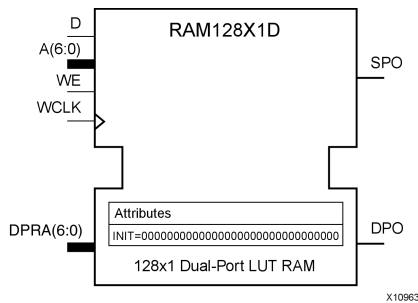 RAM128X1D
D
A(6:0)
WE
WCLK
SPO
DPRA(6:0)
DPO
Attributes
INIT=00000000000000000000000000000000
128x1 Dual-Port LUT RAM
X10963